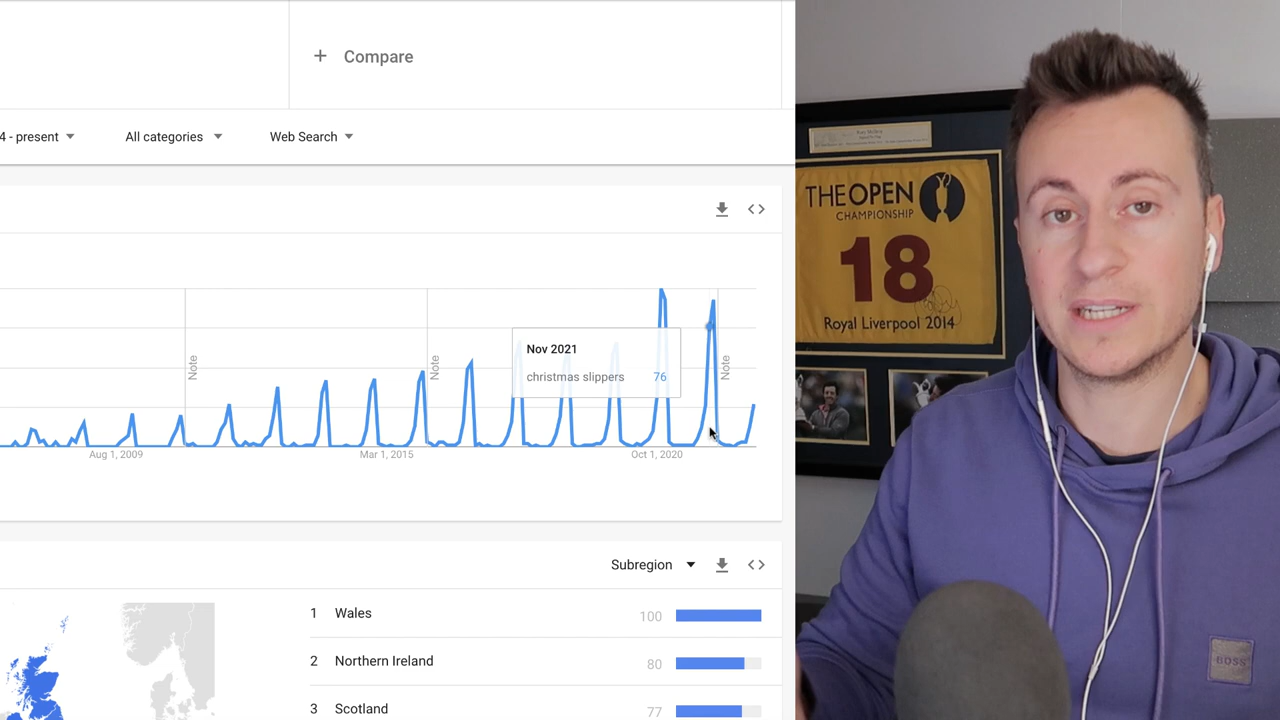 + Compare
4 - present
All categories
Web Search
Note
Note
Note
Nov 2021
christmas slippers 76
Aug 1, 2009
Mar 1, 2015
Oct 1, 2020
Subregion
1 Wales 100
2 Northern Ireland 80
3 Scotland 77
THE OPEN
CHAMPIONSHIP
18
Royal Liverpool 2014
BOSS